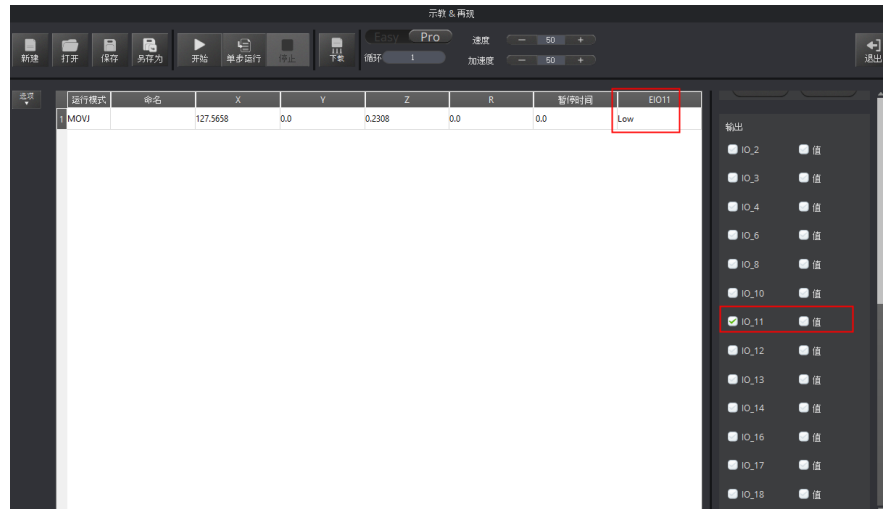 示教 & 再现
新建 打开 保存 另存为 开始 单步运行 停止 下载 Easy Pro 速度 50 退出
循环 1 加速度 50
选项
运行模式 命名 X Y Z R 暂停时间 EIO11
1 MOVJ 127.5658 0.0 0.2308 0.0 0.0 Low
输出
IO_2 值
IO_3 值
IO_4 值
IO_6 值
IO_8 值
IO_10 值
IO_11 值
IO_12 值
IO_13 值
IO_14 值
IO_16 值
IO_17 值
IO_18 值